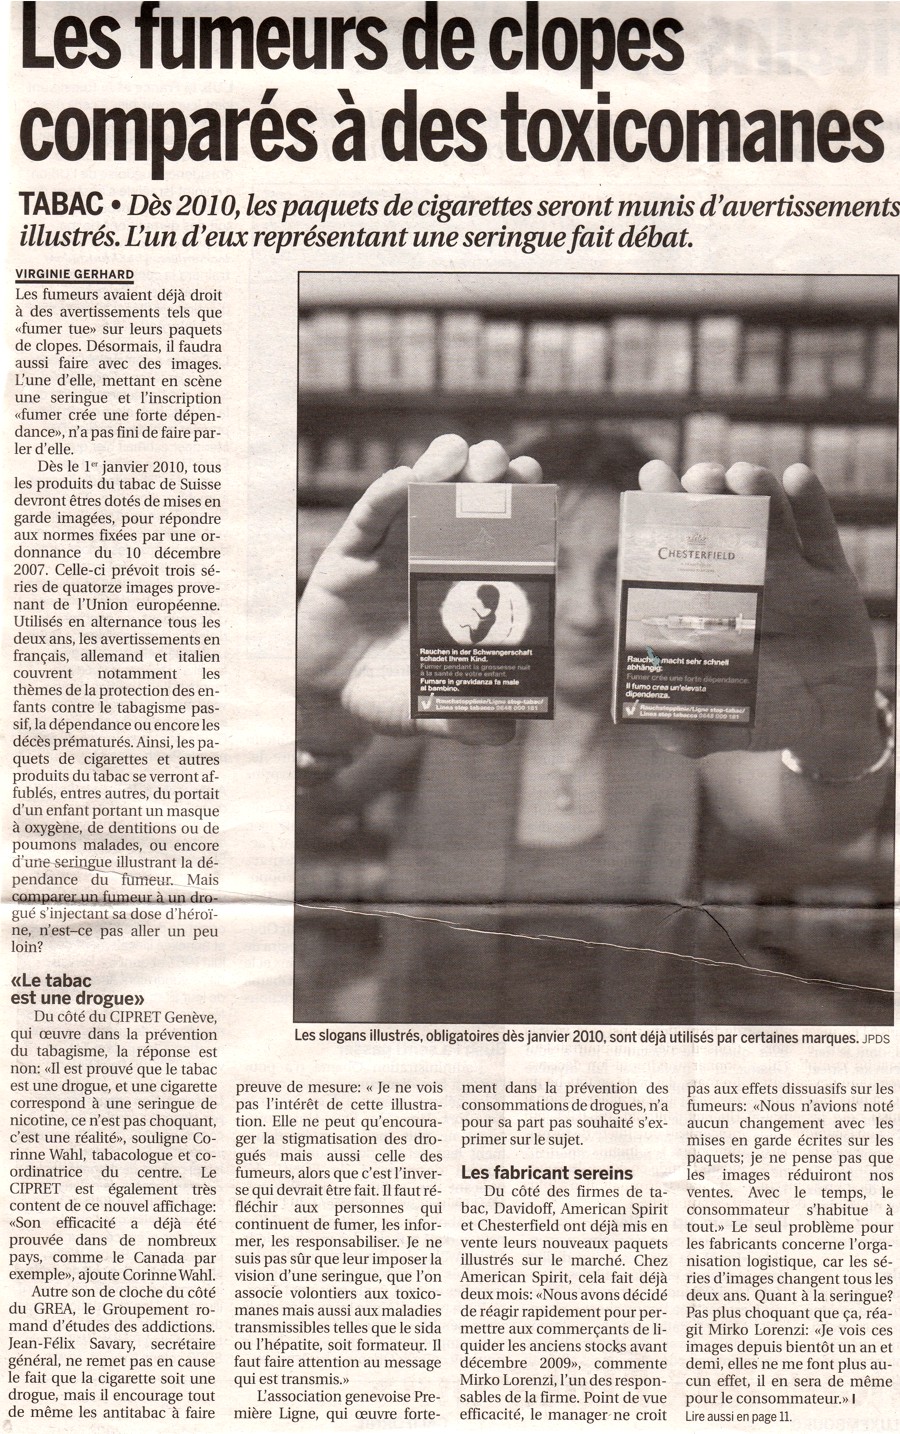 Les fumeurs de clopes
comparés à des toxicomanes
TABAC • Dès 2010, les paquets de cigarettes seront munis d'avertissements
illustrés. L'un d'eux représentant une seringue fait débat.
VIRGINIE GERHARD
Les fumeurs avaient déjà droit
à des avertissements tels que
«fumer tue» sur leurs paquets
de clopes. Désormais, il faudra
aussi faire avec des images.
L'une d'elle, mettant en scène
une seringue et l'inscription
«fumer crée une forte dépen-
dance», n'a pas fini de faire par-
ler d'elle.
Dès le 1er janvier 2010, tous
les produits du tabac de Suisse
devront êtres dotés de mises en
garde imagées, pour répondre
aux normes fixées par une or-
donnance du 10 décembre
2007. Celle-ci prévoit trois sé-
ries de quatorze images prove-
nant de l'Union européenne.
Utilisés en alternance tous les
deux ans, les avertissements en
français, allemand et italien
couvrent notamment les
thèmes de la protection des en-
fants contre le tabagisme pas-
sif, la dépendance ou encore les
décès prématurés. Ainsi, les pa-
quets de cigarettes et autres
produits du tabac se verront af-
fublés, entres autres, du portait
d'un enfant portant un masque
à oxygène, de dentitions ou de
poumons malades, ou encore
d'une seringue illustrant la dé-
pendance du fumeur. Mais
comparer un fumeur à un dro-
gué s'injectant sa dose d'héroï-
ne, n'est–ce pas aller un peu
loin?
«Le tabac
est une drogue»
Du côté du CIPRET Genève,
qui œuvre dans la prévention
du tabagisme, la réponse est
non: «Il est prouvé que le tabac
est une drogue, et une cigarette
correspond à une seringue de
nicotine, ce n'est pas choquant,
c'est une réalité», souligne Co-
rinne Wahl, tabacologue et co-
ordinatrice du centre. Le
CIPRET est également très
content de ce nouvel affichage:
«Son efficacité a déjà été
prouvée dans de nombreux
pays, comme le Canada par
exemple», ajoute Corinne Wahl.
Autre son de cloche du côté
du GREA, le Groupement ro-
mand d'études des addictions.
Jean-Félix Savary, secrétaire
général, ne remet pas en cause
le fait que la cigarette soit une
drogue, mais il encourage tout
de même les antitabac à faire
CHESTERFIELD
Rauchen in der Schwangerschaft
schadet Ihrem Kind.
Fumer pendant la grossesse nuit
à la santé de votre enfant.
Fumare in gravidanza fa male
al bambino.
Rauchstopplinie/Ligne stop-tabac/
Linea stop tabacco 0848 000 181
Rauchen macht sehr schnell
abhängig.
Fumer crée une forte dépendance.
Il fumo crea un'elevata
dipendenza.
Rauchstopplinie/Ligne stop-tabac/
Linea stop tabacco 0848 000 181
Les slogans illustrés, obligatoires dès janvier 2010, sont déjà utilisés par certaines marques. JPDS
preuve de mesure: « Je ne vois
pas l'intérêt de cette illustra-
tion. Elle ne peut qu'encoura-
ger la stigmatisation des dro-
gués mais aussi celle des
fumeurs, alors que c'est l'inver-
se qui devrait être fait. Il faut ré-
fléchir aux personnes qui
continuent de fumer, les infor-
mer, les responsabiliser. Je ne
suis pas sûr que leur imposer la
vision d'une seringue, que l'on
associe volontiers aux toxico-
manes mais aussi aux maladies
transmissibles telles que le sida
ou l'hépatite, soit formateur. Il
faut faire attention au message
qui est transmis.»
L'association genevoise Pre-
mière Ligne, qui œuvre forte-
ment dans la prévention des
consommations de drogues, n'a
pour sa part pas souhaité s'ex-
primer sur le sujet.
Les fabricant sereins
Du côté des firmes de ta-
bac, Davidoff, American Spirit
et Chesterfield ont déjà mis en
vente leurs nouveaux paquets
illustrés sur le marché. Chez
American Spirit, cela fait déjà
deux mois: «Nous avons décidé
de réagir rapidement pour per-
mettre aux commerçants de li-
quider les anciens stocks avant
décembre 2009», commente
Mirko Lorenzi, l'un des respon-
sables de la firme. Point de vue
efficacité, le manager ne croit
pas aux effets dissuasifs sur les
fumeurs: «Nous n'avions noté
aucun changement avec les
mises en garde écrites sur les
paquets; je ne pense pas que
les images réduiront nos
ventes. Avec le temps, le
consommateur s'habitue à
tout.» Le seul problème pour
les fabricants concerne l'orga-
nisation logistique, car les sé-
ries d'images changent tous les
deux ans. Quant à la seringue?
Pas plus choquant que ça, réa-
git Mirko Lorenzi: «Je vois ces
images depuis bientôt un an et
demi, elles ne me font plus au-
cun effet, il en sera de même
pour le consommateur.» I
Lire aussi en page 11.